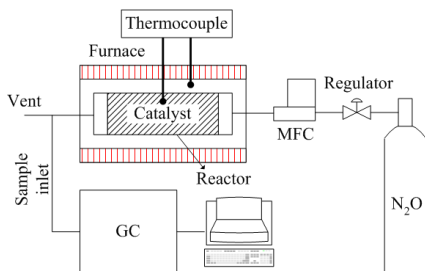 Thermocouple
Furnace
Regulator
Vent
Catalyst
MFC
Sample
inlet
Reactor
GC
N₂O